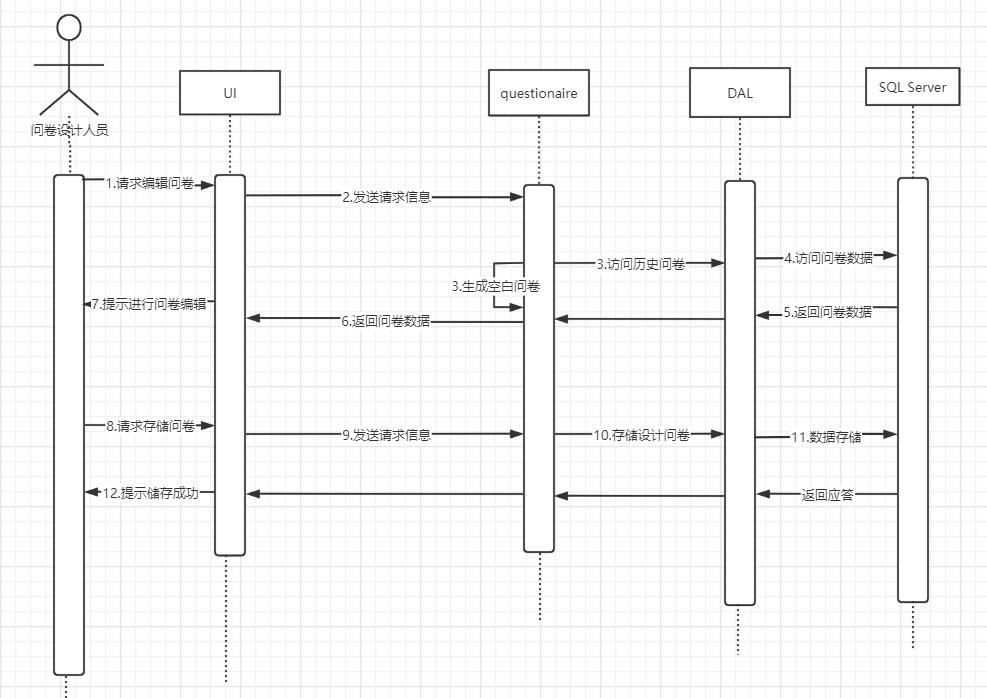 UI
questionaire
DAL
SQL Server
问卷设计人员
1.请求编辑问卷
2.发送请求信息
3.访问历史问卷
4.访问问卷数据
3.生成空白问卷
7.提示进行问卷编辑
6.返回问卷数据
5.返回问卷数据
8.请求存储问卷
9.发送请求信息
10.存储设计问卷
11.数据存储
12.提示储存成功
返回应答